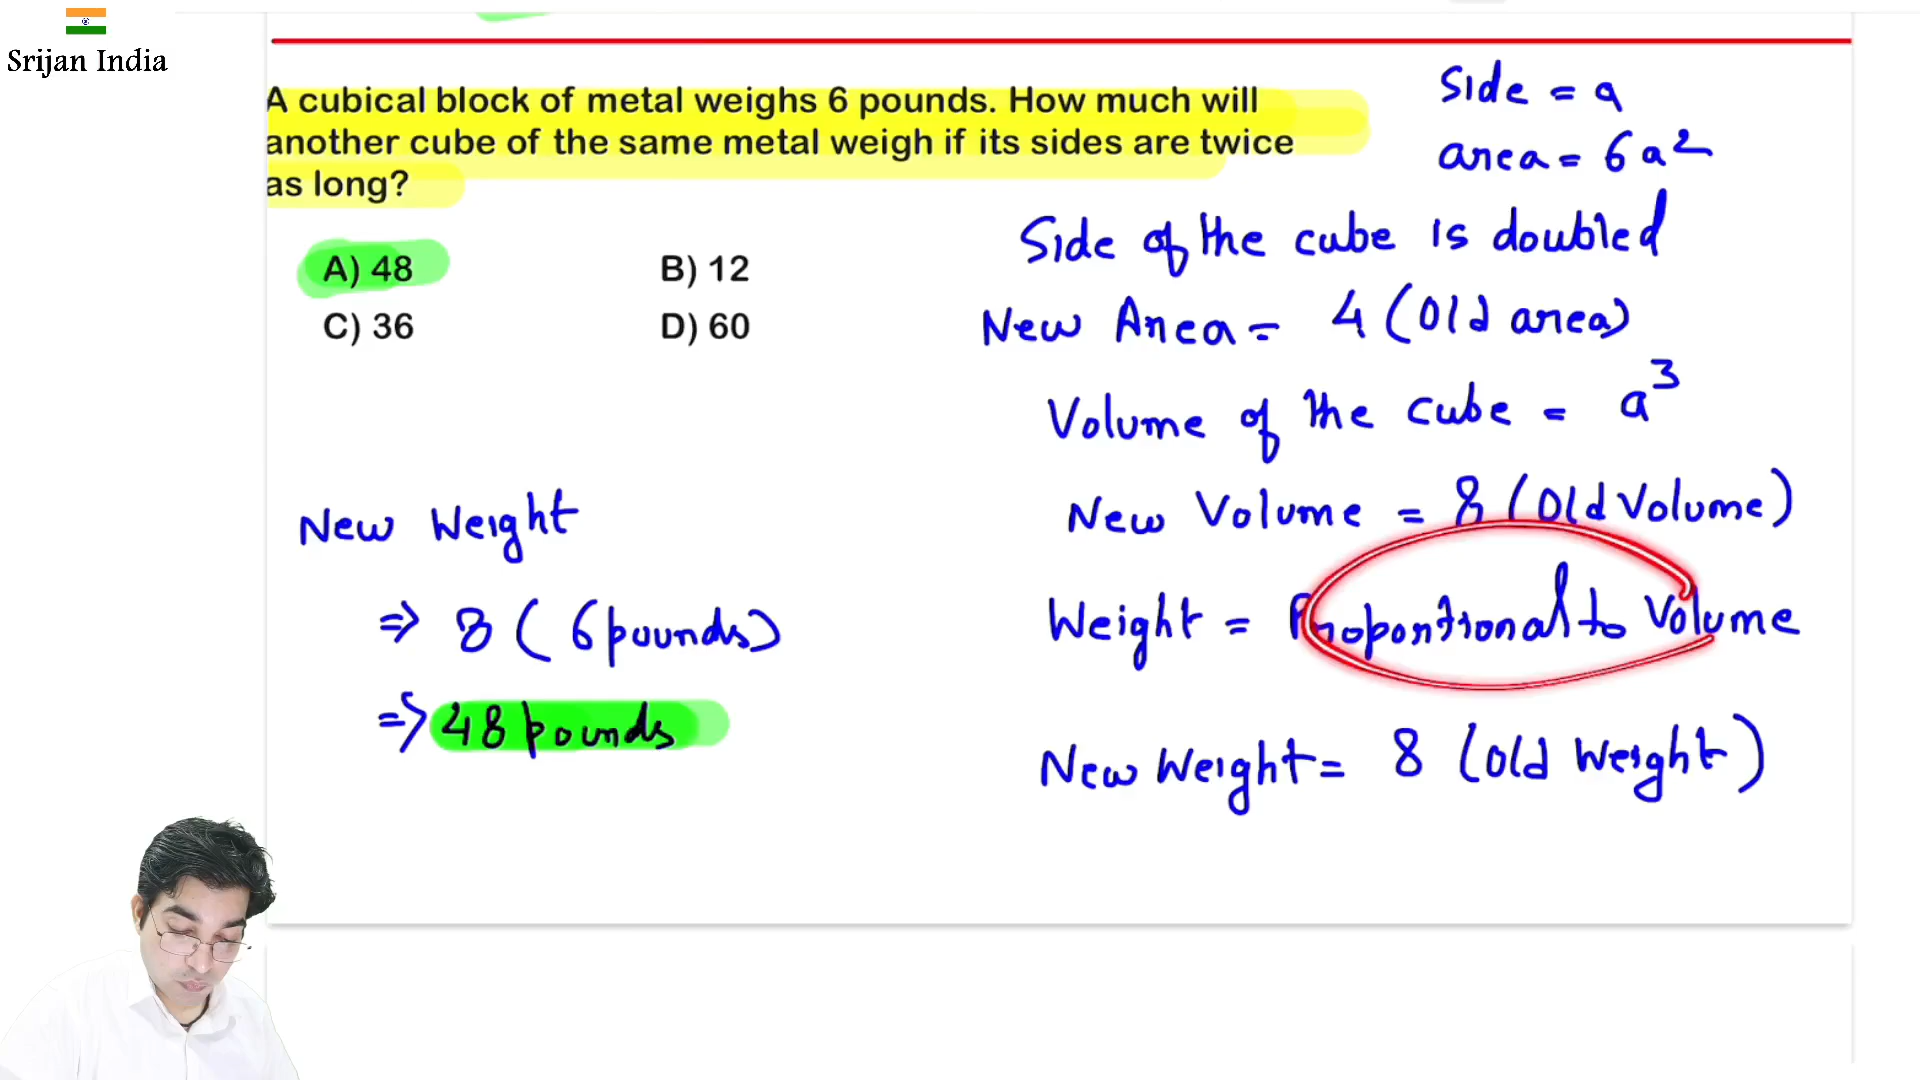 Srijan India
A cubical block of metal weighs 6 pounds. How much will
another cube of the same metal weigh if its sides are twice
as long?
A) 48
B) 12
C) 36
D) 60
Side = a
area = 6a²
Side of the cube is doubled
New Area = 4 (Old area)
Volume of the cube = a³
New Volume = 8 (Old Volume)
Weight = Proportional to Volume
New Weight = 8 (Old Weight)
New Weight
=> 8 (6 pounds)
=> 48 pounds